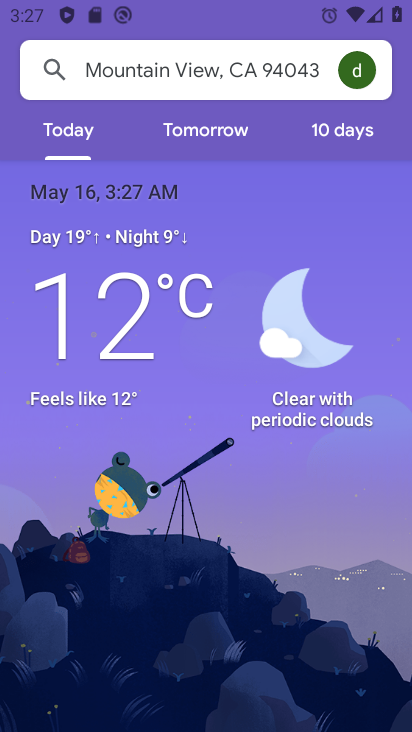 3:27
Mountain View, CA 94043
d
Today
Tomorrow
10 days
May 16, 3:27 AM
Day 19°↑ • Night 9°↓
12°C
Feels like 12°
Clear with
periodic clouds